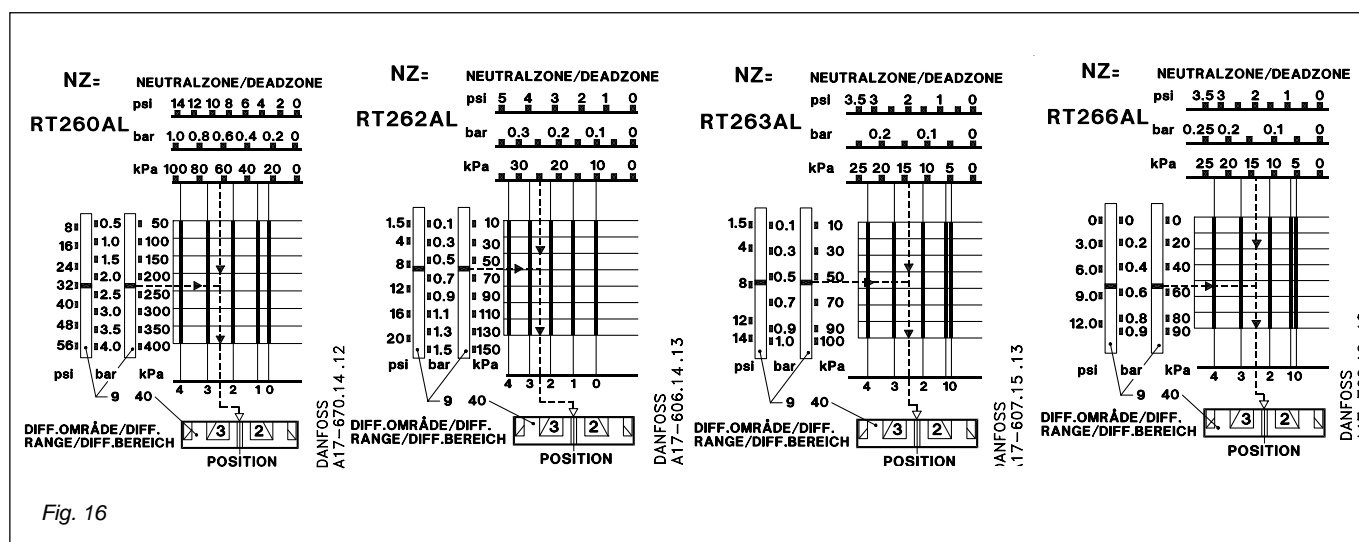 NZ=
NEUTRALZONE/DEADZONE
RT260AL
psi 14 12 10 8 6 4 2 0
bar 1.0 0.8 0.6 0.4 0.2 0
kPa 100 80 60 40 20 0
8 0.5 50
16 1.0 100
24 1.5 150
32 2.0 200
40 2.5 250
48 3.0 300
3.5 350
56 4.0 400
psi bar kPa
4 3 2 1 0
9 40
DIFF.OMRÅDE/DIFF.
RANGE/DIFF.BEREICH
3 2
POSITION
DANFOSS
A17-670.14 .12
NZ=
NEUTRALZONE/DEADZONE
RT262AL
psi 5 4 3 2 1 0
bar 0.3 0.2 0.1 0
kPa 30 20 10 0
1.5 0.1 10
4 0.3 30
8 0.5 50
0.7 70
12 0.9 90
16 1.1 110
20 1.3 130
1.5 150
psi bar kPa
4 3 2 1 0
9 40
DIFF.OMRÅDE/DIFF.
RANGE/DIFF.BEREICH
3 2
POSITION
DANFOSS
A17-606.14.13
NZ=
NEUTRALZONE/DEADZONE
RT263AL
psi 3.5 3 2 1 0
bar 0.2 0.1 0
kPa 25 20 15 10 5 0
1.5 0.1 10
4 0.3 30
8 0.5 50
0.7 70
12 0.9 90
14 1.0 100
psi bar kPa
4 3 2 1 0
9 40
DIFF.OMRÅDE/DIFF.
RANGE/DIFF.BEREICH
3 2
POSITION
DANFOSS
A17-607.15 .13
NZ=
NEUTRALZONE/DEADZONE
RT266AL
psi 3.5 3 2 1 0
bar 0.25 0.2 0.1 0
kPa 25 20 15 10 5 0
0 0 0
3.0 0.2 20
6.0 0.4 40
9.0 0.6 60
12.0 0.8 80
0.9 90
psi bar kPa
4 3 2 1 0
9 40
DIFF.OMRÅDE/DIFF.
RANGE/DIFF.BEREICH
3 2
POSITION
DANFOSS
Fig. 16